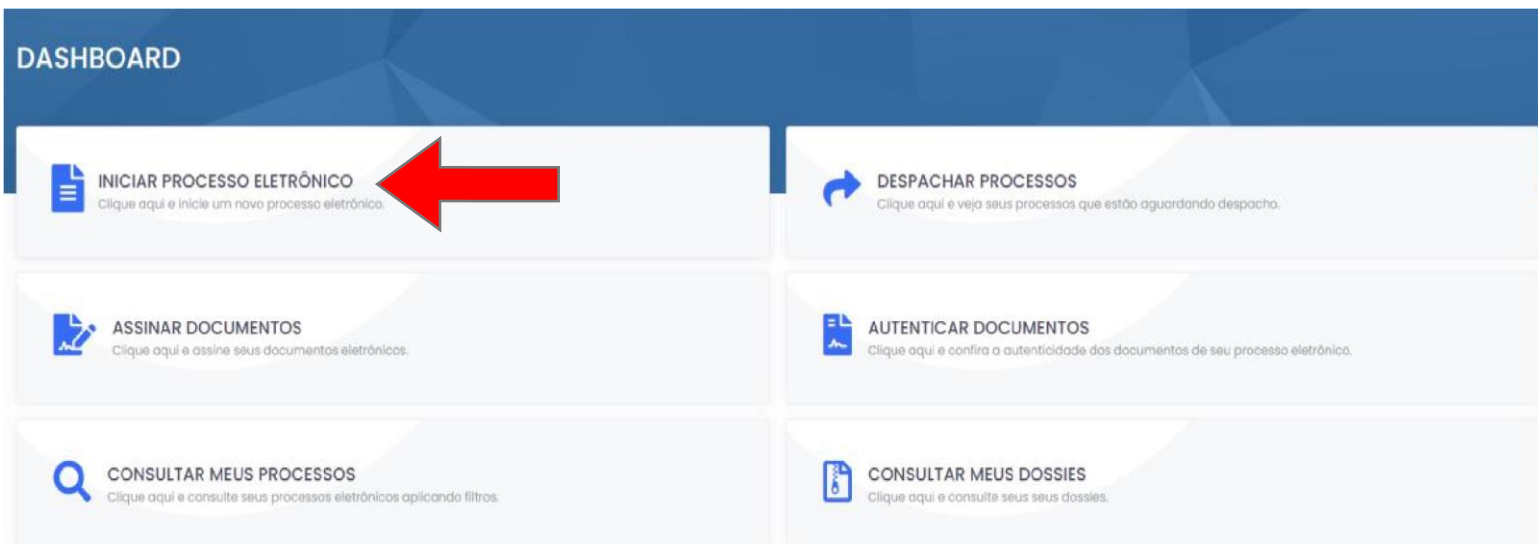 DASHBOARD
INICIAR PROCESSO ELETRÔNICO
Clique aqui e inicie um novo processo eletrônico.
DESPACHAR PROCESSOS
Clique aqui e veja seus processos que estão aguardando despacho.
ASSINAR DOCUMENTOS
Clique aqui e assine seus documentos eletrônicos.
AUTENTICAR DOCUMENTOS
Clique aqui e confira a autenticidade dos documentos de seu processo eletrônico.
CONSULTAR MEUS PROCESSOS
Clique aqui e consulte seus processos eletrônicos aplicando filtros.
CONSULTAR MEUS DOSSIES
Clique aqui e consulte seus seus dossies.